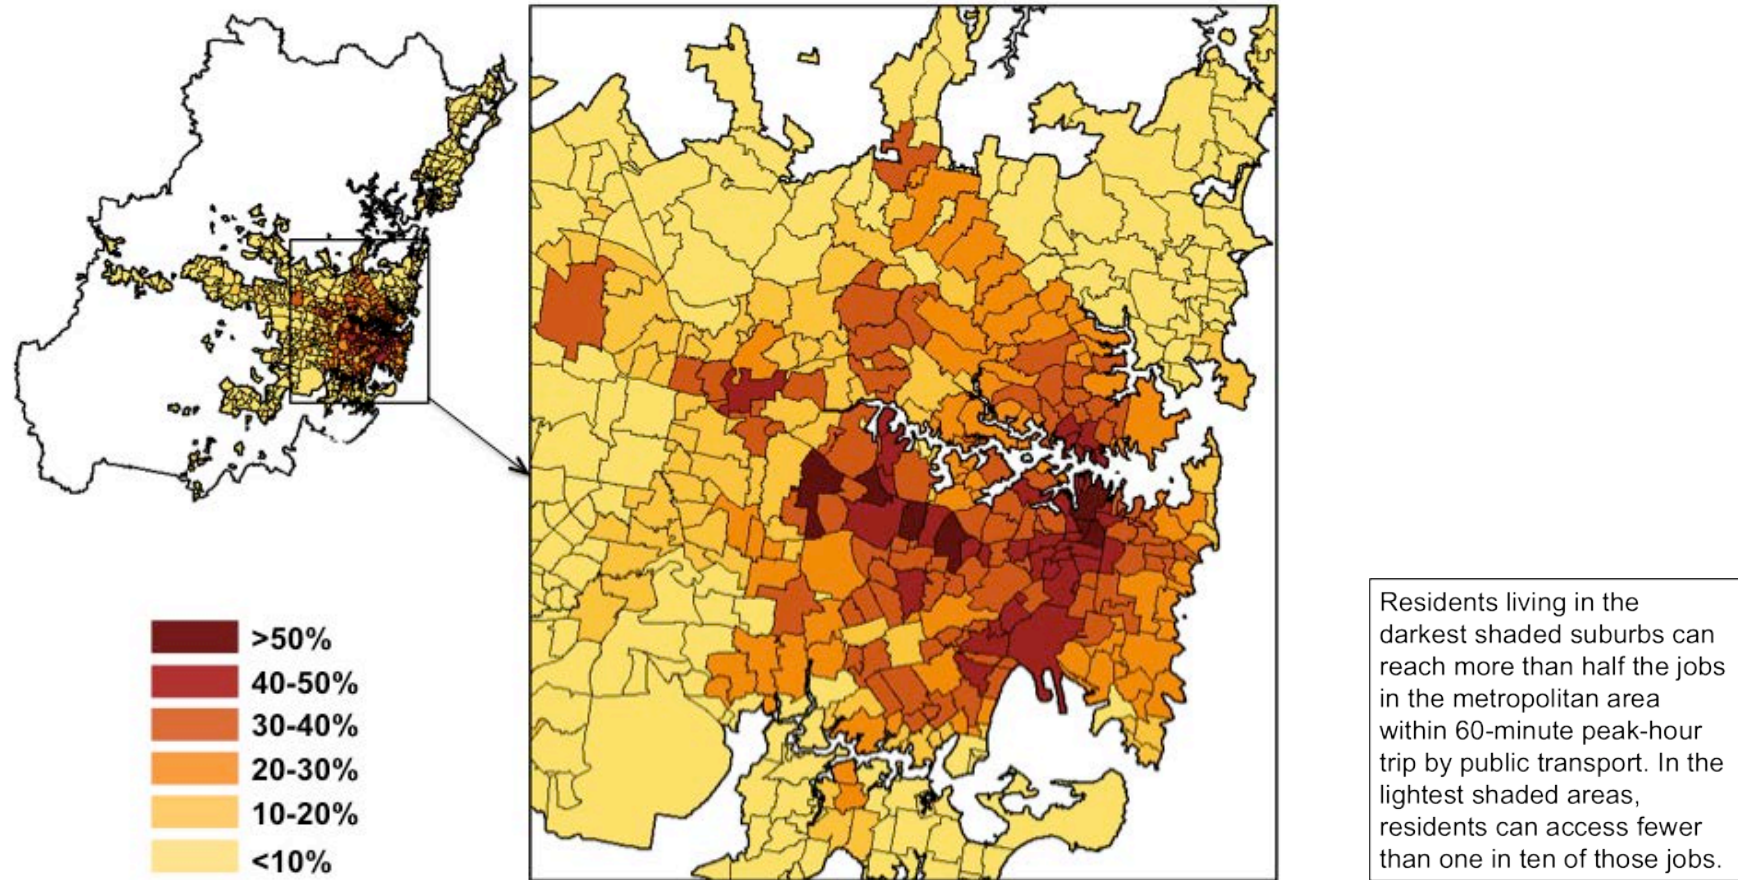 >50%
40-50%
30-40%
20-30%
10-20%
<10%
Residents living in the
darkest shaded suburbs can
reach more than half the jobs
in the metropolitan area
within 60-minute peak-hour
trip by public transport. In the
lightest shaded areas,
residents can access fewer
than one in ten of those jobs.